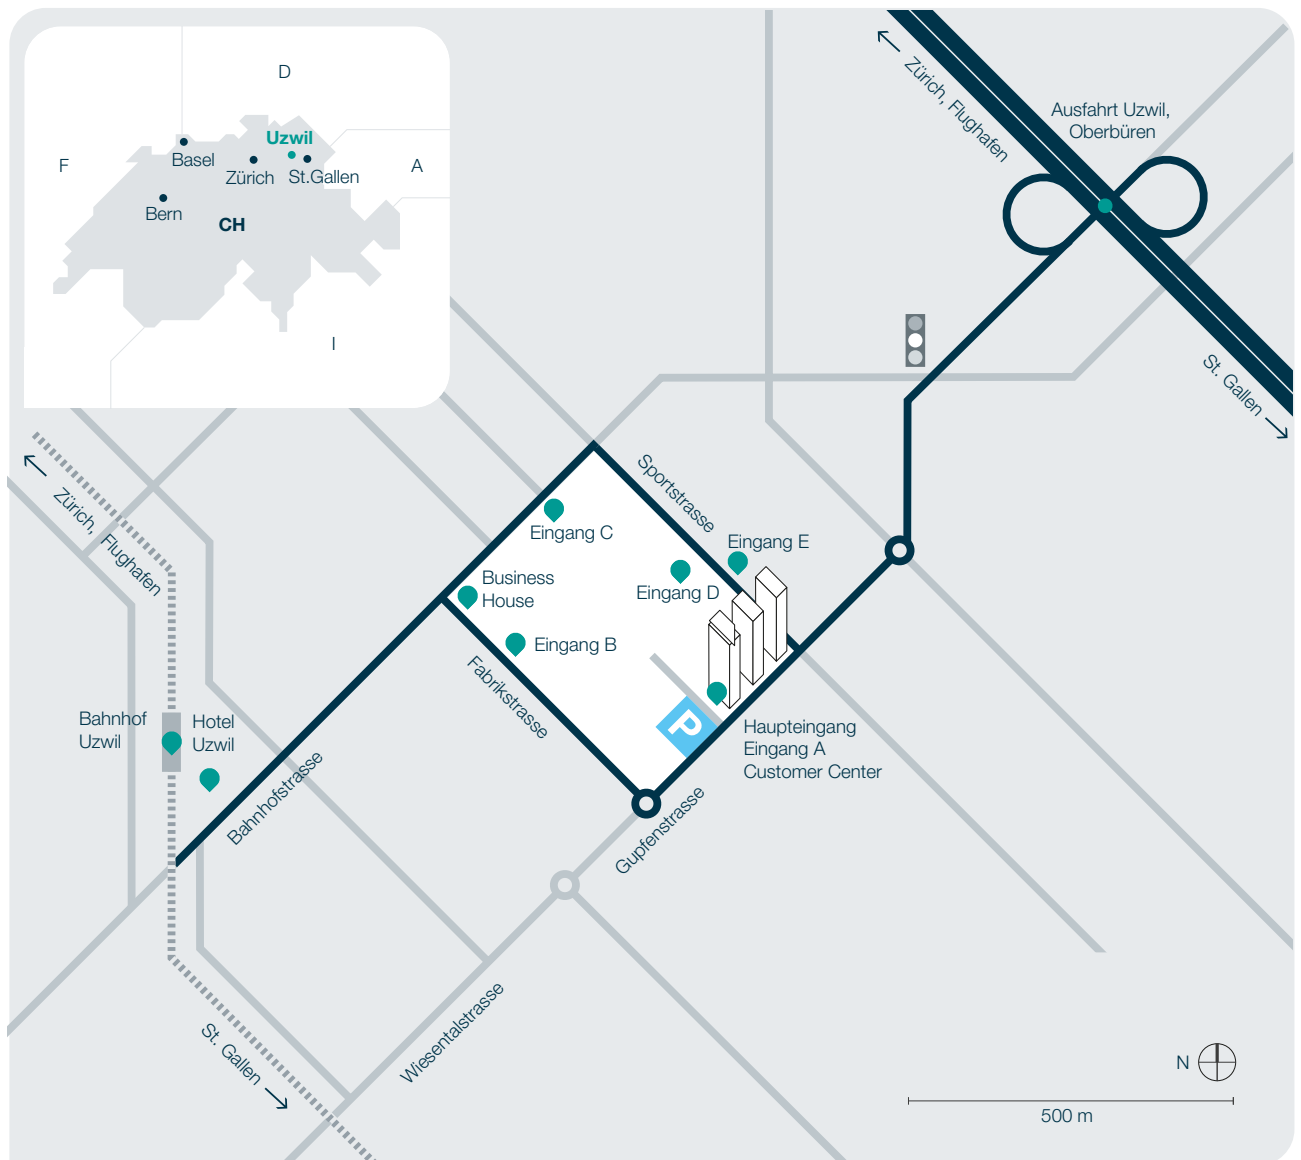 D
F
Uzwil
Basel
A
Zürich
St.Gallen
Bern
CH
I
Zürich, Flughafen
Ausfahrt Uzwil,
Oberbüren
St. Gallen
Zürich, Flughafen
Sportstrasse
Eingang C
Eingang E
Business
House
Eingang D
Eingang B
Fabrikstrasse
Bahnhof
Uzwil
Hotel
Uzwil
P
Haupteingang
Eingang A
Customer Center
Bahnhofstrasse
Gupfenstrasse
Wiesentalstrasse
St. Gallen
N
500 m